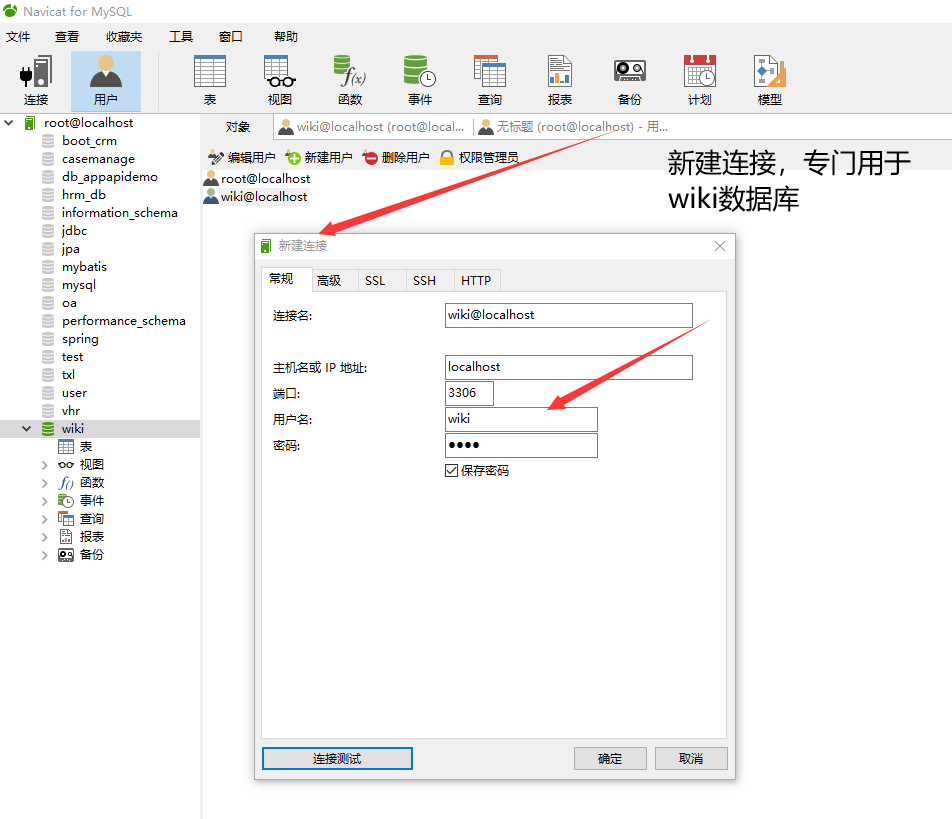 Navicat for MySQL
文件 查看 收藏夹 工具 窗口 帮助
连接 用户 表 视图 函数 事件 查询 报表 备份 计划 模型
f(x)
root@localhost
boot_crm
casemanage
db_appapidemo
hrm_db
information_schema
jdbc
jpa
mybatis
mysql
oa
performance_schema
spring
test
txl
user
vhr
wiki
表
视图
f() 函数
事件
查询
报表
备份
对象 wiki@localhost (root@local... 无标题 (root@localhost) - 用...
编辑用户 新建用户 删除用户 权限管理员
root@localhost
wiki@localhost
新建连接，专门用于
wiki数据库
新建连接
常规 高级 SSL SSH HTTP
连接名: wiki@localhost
主机名或 IP 地址: localhost
端口: 3306
用户名: wiki
密码: ●●●●
保存密码
连接测试 确定 取消